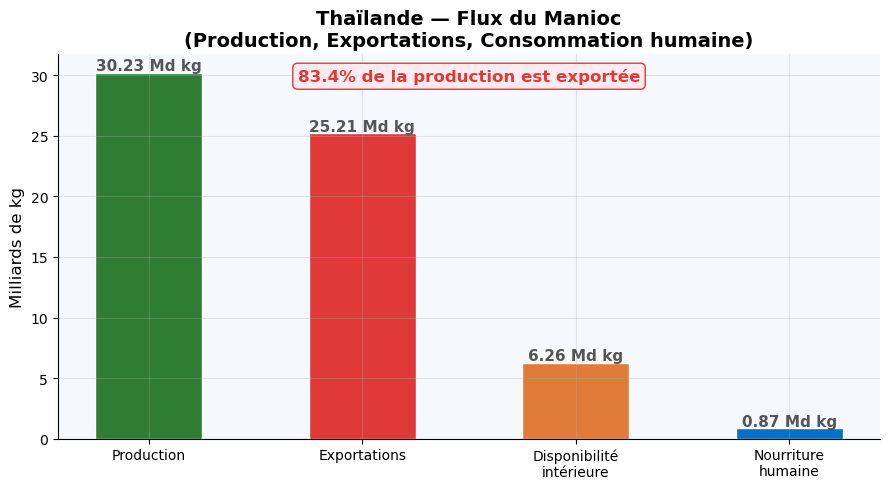 Thaïlande — Flux du Manioc
(Production, Exportations, Consommation humaine)
83.4% de la production est exportée
30.23 Md kg
25.21 Md kg
6.26 Md kg
0.87 Md kg
Milliards de kg
30
25
20
15
10
5
0
Production
Exportations
Disponibilité
intérieure
Nourriture
humaine